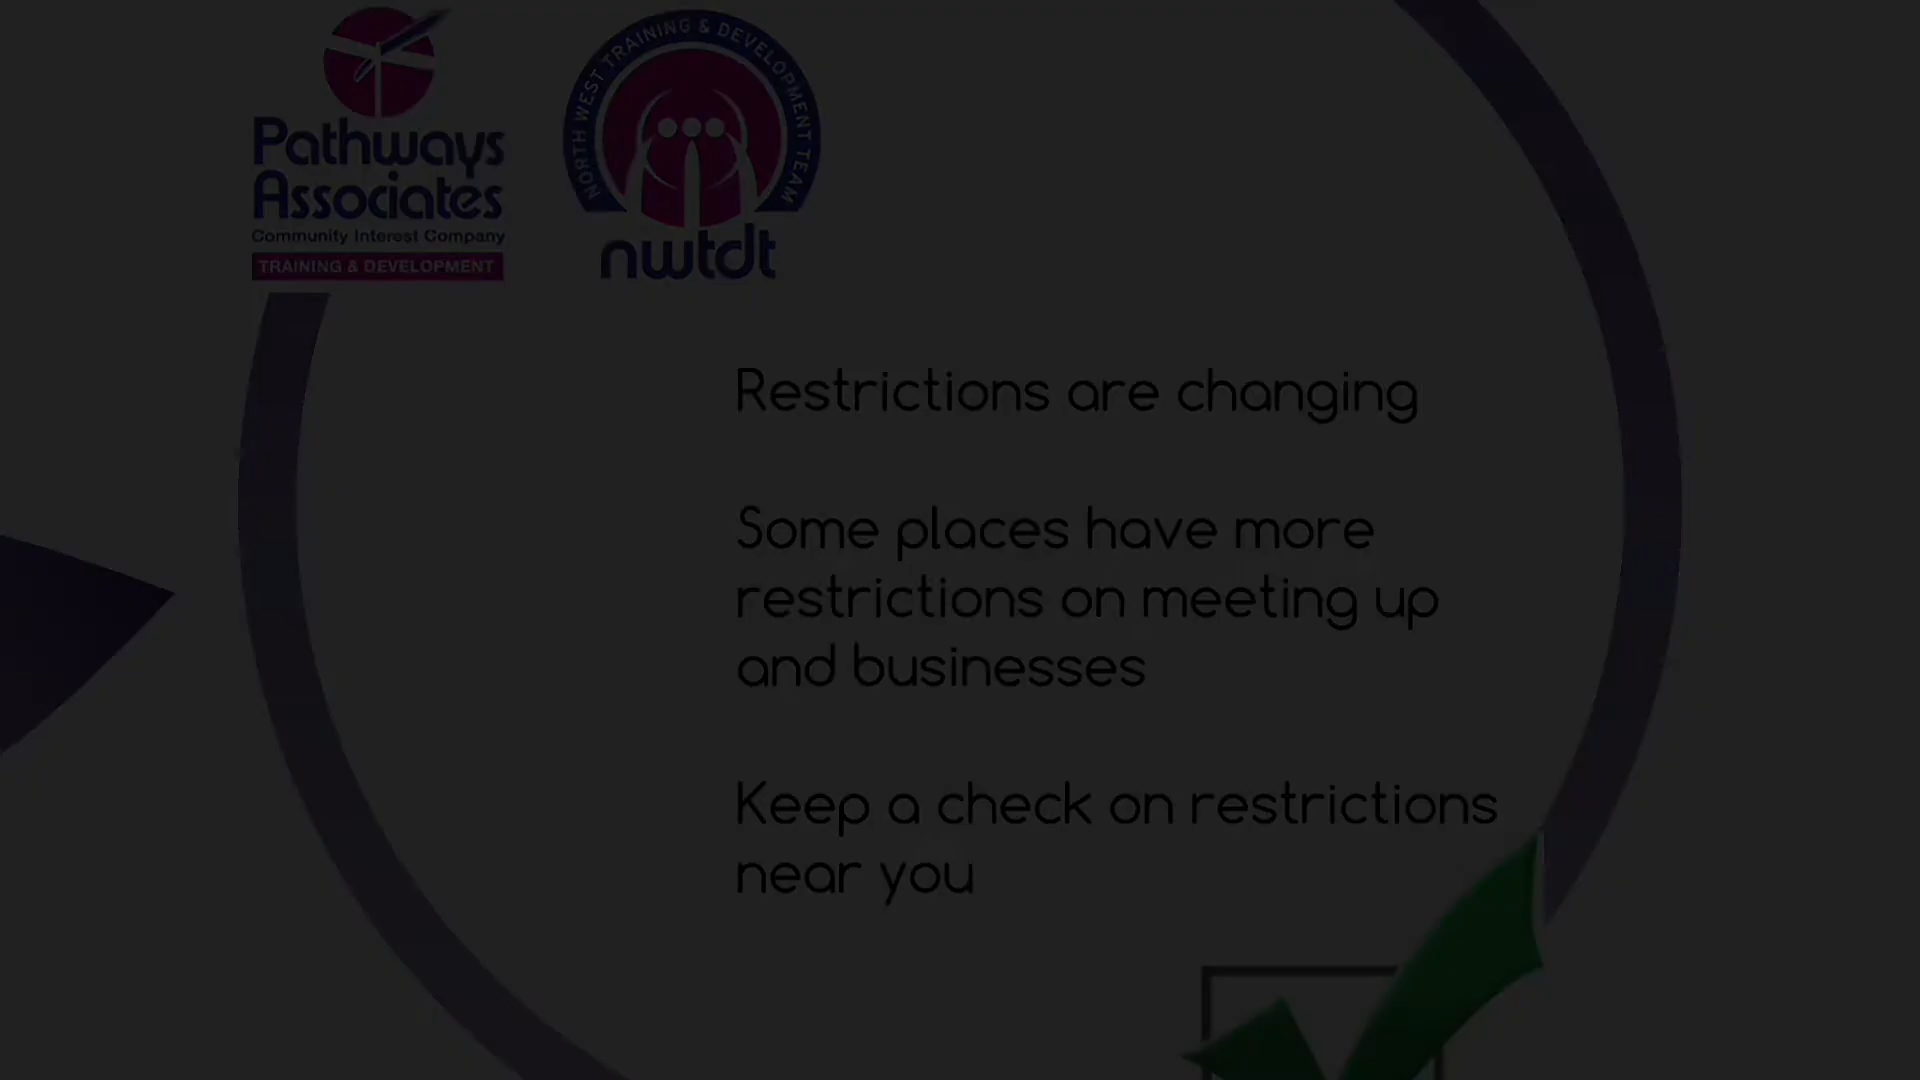 Pathways
Associates
Community Interest Company
TRAINING & DEVELOPMENT
NORTH WEST TRAINING & DEVELOPMENT TEAM
nwtdt
Restrictions are changing
Some places have more
restrictions on meeting up
and businesses
Keep a check on restrictions
near you